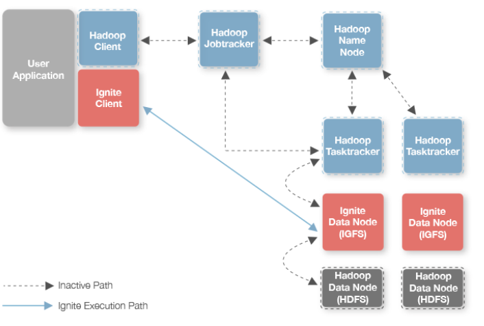 User
Application
Hadoop
Client
Ignite
Client
Hadoop
Jobtracker
Hadoop
Name
Node
Hadoop
Tasktracker
Hadoop
Tasktracker
Ignite
Data Node
(IGFS)
Ignite
Data Node
(IGFS)
Hadoop
Data Node
(HDFS)
Hadoop
Data Node
(HDFS)
Inactive Path
Ignite Execution Path